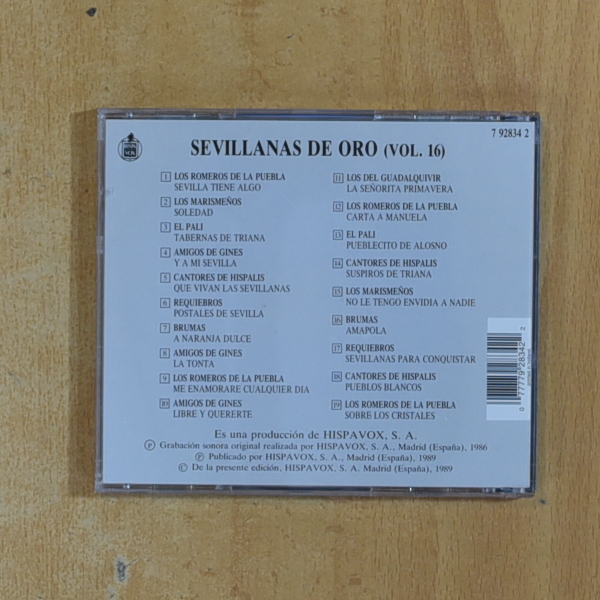 7 92834 2
SEVILLANAS DE ORO (VOL. 16)
1 LOS ROMEROS DE LA PUEBLA
SEVILLA TIENE ALGO
2 LOS MARISMEÑOS
SOLEDAD
3 EL PALI
TABERNAS DE TRIANA
4 AMIGOS DE GINES
Y A MI SEVILLA
5 CANTORES DE HISPALIS
QUE VIVAN LAS SEVILLANAS
6 REQUIEBROS
POSTALES DE SEVILLA
7 BRUMAS
A NARANJA DULCE
8 AMIGOS DE GINES
LA TONTA
9 LOS ROMEROS DE LA PUEBLA
ME ENAMORARE CUALQUIER DIA
10 AMIGOS DE GINES
LIBRE Y QUERERTE
11 LOS DEL GUADALQUIVIR
LA SEÑORITA PRIMAVERA
12 LOS ROMEROS DE LA PUEBLA
CARTA A MANUELA
13 EL PALI
PUEBLECITO DE ALOSNO
14 CANTORES DE HISPALIS
SUSPIROS DE TRIANA
15 LOS MARISMEÑOS
NO LE TENGO ENVIDIA A NADIE
16 BRUMAS
AMAPOLA
17 REQUIEBROS
SEVILLANAS PARA CONQUISTAR
18 CANTORES DE HISPALIS
PUEBLOS BLANCOS
19 LOS ROMEROS DE LA PUEBLA
SOBRE LOS CRISTALES
Es una producción de HISPAVOX, S. A.
Ⓟ Grabación sonora original realizada por HISPAVOX, S. A., Madrid (España), 1986
Ⓟ Publicado por HISPAVOX, S. A., Madrid (España), 1989
© De la presente edición, HISPAVOX, S. A. Madrid (España), 1989
0 77779 28342 2